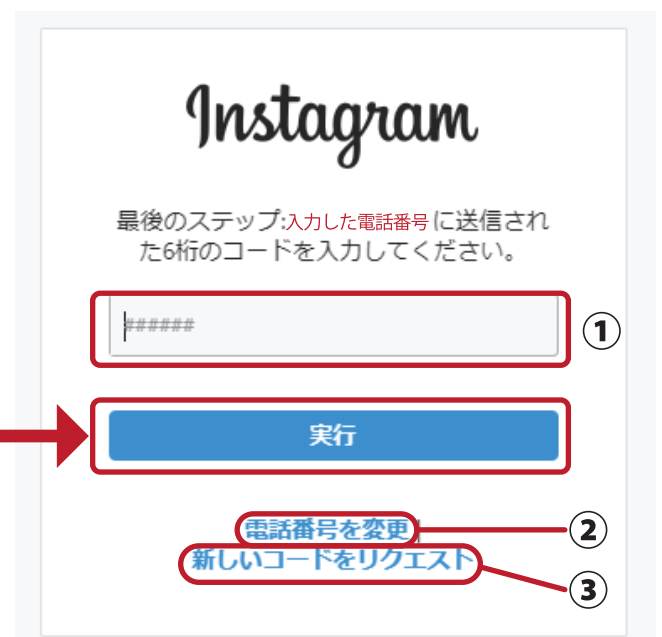 Instagram
最後のステップ:入力した電話番号 に送信され
た6桁のコードを入力してください。
###### ①
実行
電話番号を変更 | ②
新しいコードをリクエスト
③